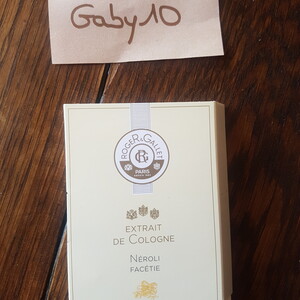 Gaby10
ROGER & GALLET
PARIS
EXTRAIT
DE COLOGNE
NÉROLI
FACÉTIE